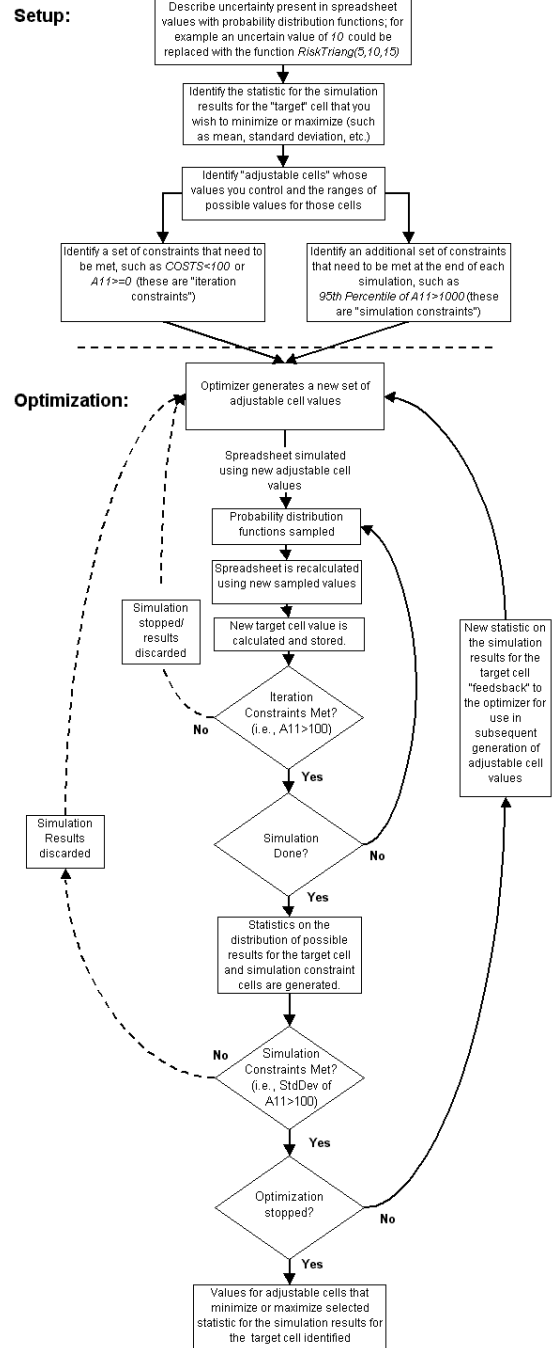 Setup:
Describe uncertainty present in spreadsheet
values with probability distribution functions; for
example an uncertain value of 10 could be
replaced with the function RiskTriang(5,10,15)
Identify the statistic for the simulation
results for the "target" cell that you
wish to minimize or maximize (such
as mean, standard deviation, etc.)
Identify "adjustable cells" whose
values you control and the ranges of
possible values for those cells
Identify a set of constraints that need to
be met, such as COSTS<100 or
A11>=0 (these are "iteration
constraints")
Identify an additional set of constraints
that need to be met at the end of each
simulation, such as
95th Percentile of A11>1000 (these
are "simulation constraints")
Optimization:
Optimizer generates a new set of
adjustable cell values
Spreadsheet simulated
using new adjustable cell
values
Probability distribution
functions sampled
Spreadsheet is recalculated
using new sampled values
New target cell value is
calculated and stored.
Simulation
stopped/
results
discarded
Iteration
Constraints Met?
(i.e., A11>100)
No
Yes
New statistic on
the simulation
results for the
target cell
"feedsback" to
the optimizer for
use in
subsequent
generation of
adjustable cell
values
Simulation
Results
discarded
Simulation
Done?
No
Yes
Statistics on the
distribution of possible
results for the target cell
and simulation constraint
cells are generated.
No
Simulation
Constraints Met?
(i.e., StdDev of
A11>100)
Yes
Optimization
stopped?
No
Yes
Values for adjustable cells that
minimize or maximize selected
statistic for the simulation results for
the target cell identified